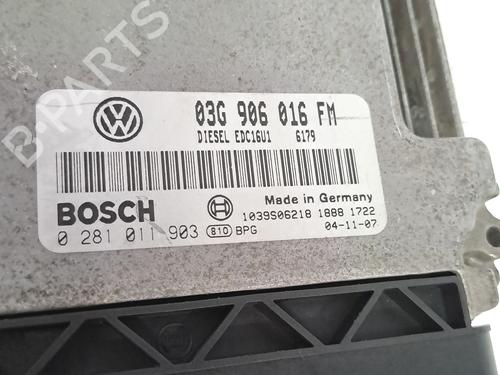 B-PARTS
03G 906 016 FM
DIESEL EDC16U1 6179
BOSCH
Made in Germany
1039S06218 1888 1722
0 281 011 903 810 BPG 04-11-07